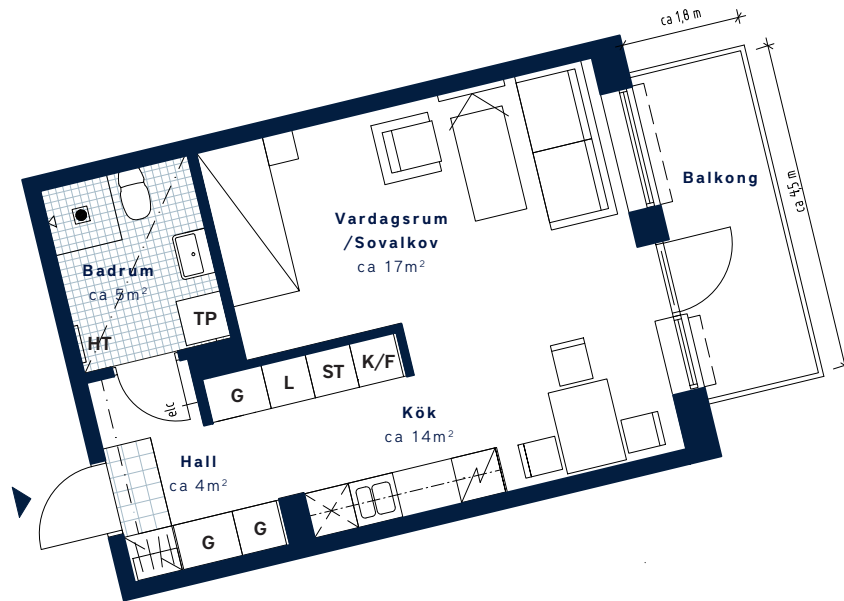 ca 1,8 m
Balkong
ca 4,5 m
Vardagsrum
/Sovalkov
ca 17m²
Badrum
ca 5m²
TP
HT
G
L
ST
K/F
elc
Kök
ca 14m²
Hall
ca 4m²
G
G